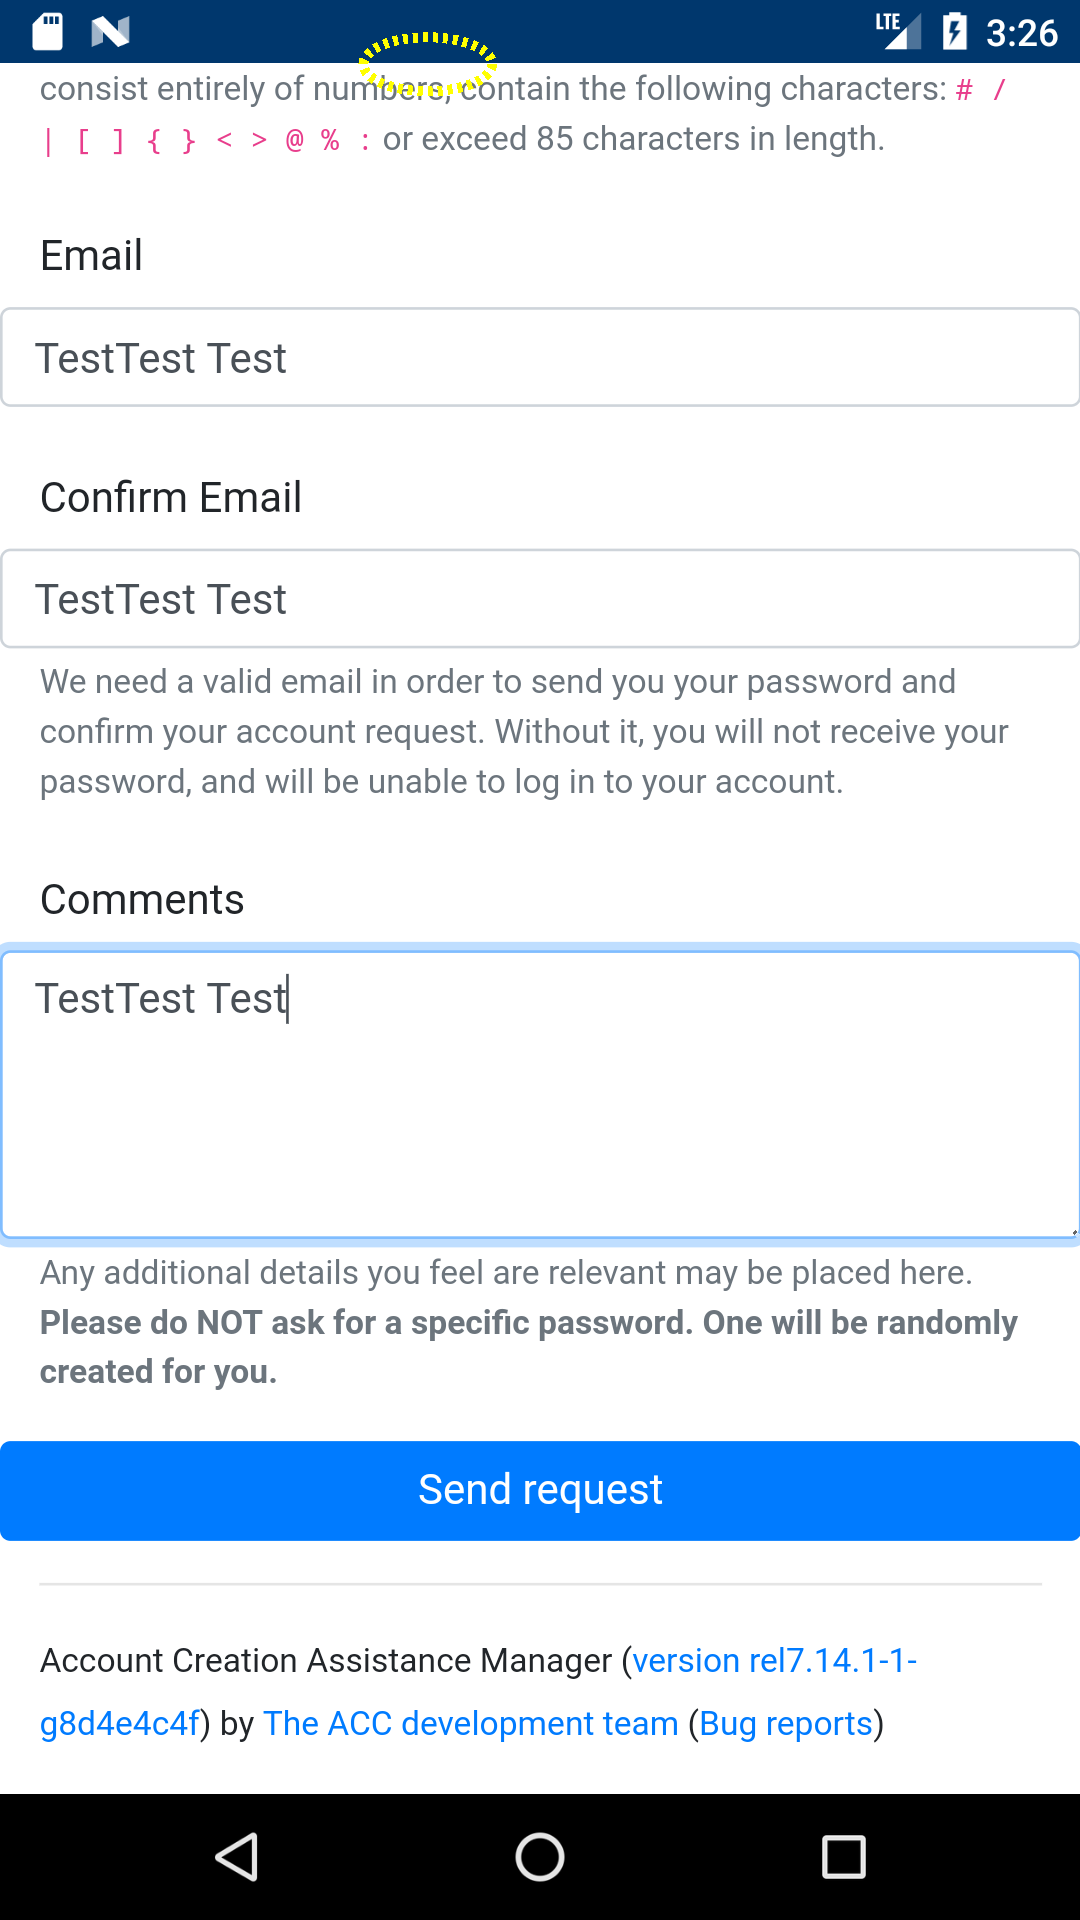 LTE 3:26
consist entirely of numbers, contain the following characters: # /
| [ ] { } < > @ % : or exceed 85 characters in length.
Email
TestTest Test
Confirm Email
TestTest Test
We need a valid email in order to send you your password and
confirm your account request. Without it, you will not receive your
password, and will be unable to log in to your account.
Comments
TestTest Test
Any additional details you feel are relevant may be placed here.
Please do NOT ask for a specific password. One will be randomly
created for you.
Send request
Account Creation Assistance Manager (version rel7.14.1-1-
g8d4e4c4f) by The ACC development team (Bug reports)